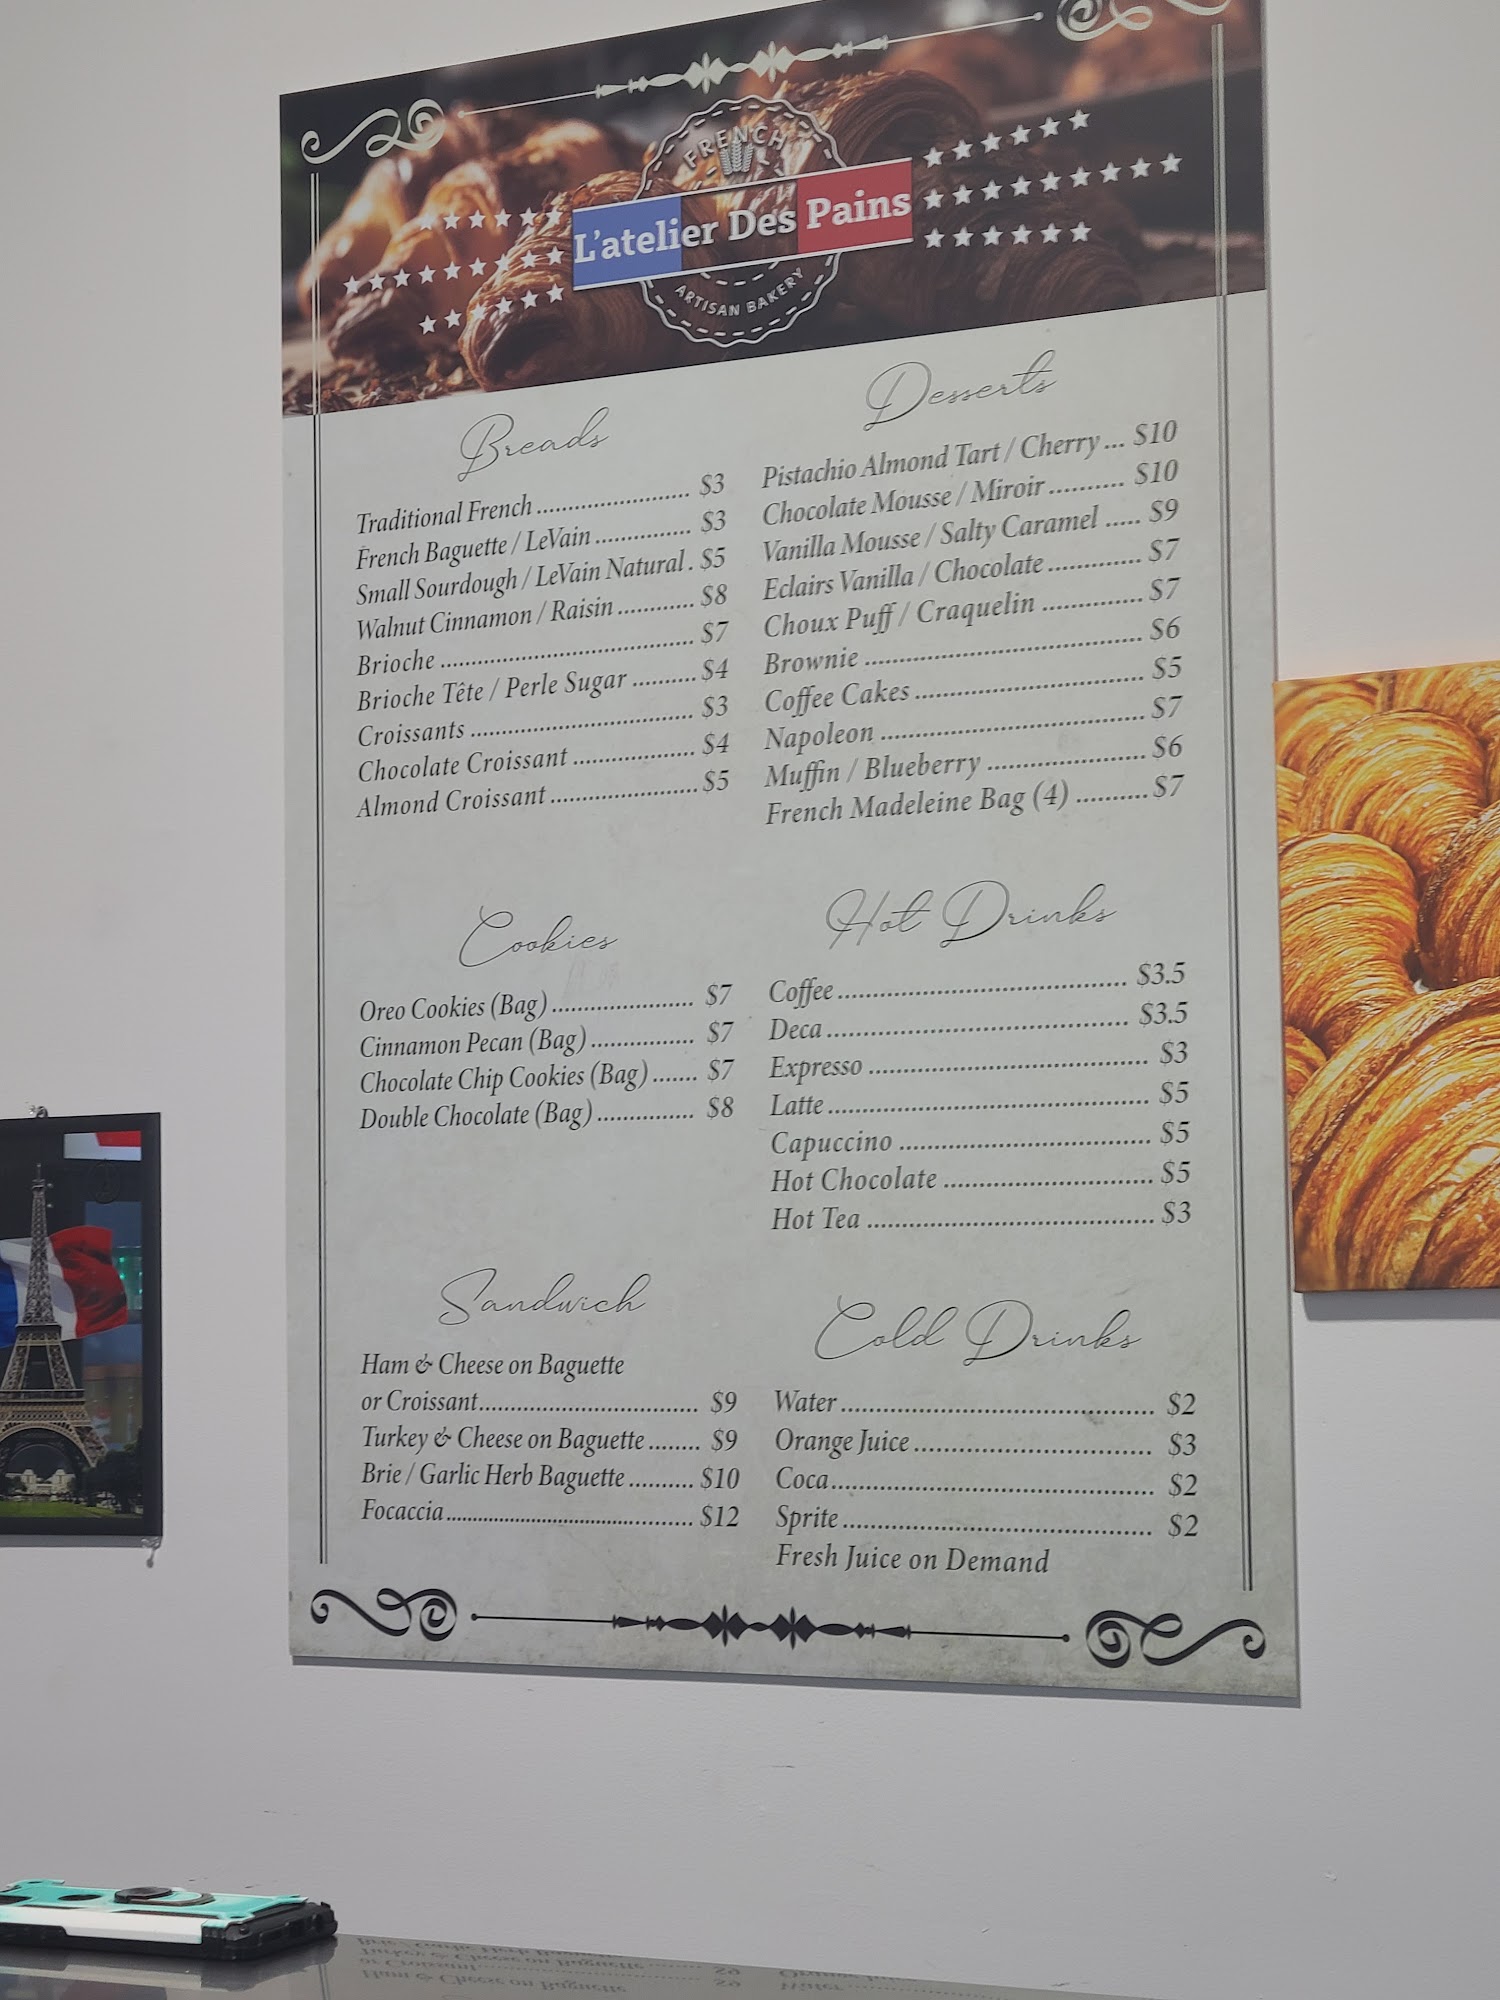 FRENCH
L'atelier Des Pains
ARTISAN BAKERY
Breads
Traditional French ........................ $3
French Baguette / LeVain ............... $3
Small Sourdough / LeVain Natural . $5
Walnut Cinnamon / Raisin ............ $8
Brioche ........................................ $7
Brioche Tête / Perle Sugar .......... $4
Croissants ................................... $3
Chocolate Croissant ................... $4
Almond Croissant ....................... $5
Cookies
Oreo Cookies (Bag) ...................... $7
Cinnamon Pecan (Bag) ................ $7
Chocolate Chip Cookies (Bag) ....... $7
Double Chocolate (Bag) ............... $8
Sandwich
Ham & Cheese on Baguette
or Croissant................................... $9
Turkey & Cheese on Baguette ........ $9
Brie / Garlic Herb Baguette .......... $10
Focaccia ........................................ $12
Desserts
Pistachio Almond Tart / Cherry ... $10
Chocolate Mousse / Miroir .......... $10
Vanilla Mousse / Salty Caramel ..... $9
Eclairs Vanilla / Chocolate ............. $7
Choux Puff / Craquelin .............. $7
Brownie ...................................... $6
Coffee Cakes ............................... $5
Napoleon .................................... $7
Muffin / Blueberry ..................... $6
French Madeleine Bag (4) .......... $7
Hot Drinks
Coffee ........................................ $3.5
Deca .......................................... $3.5
Expresso ...................................... $3
Latte ............................................ $5
Capuccino ................................... $5
Hot Chocolate ............................. $5
Hot Tea ....................................... $3
Cold Drinks
Water .......................................... $2
Orange Juice ................................ $3
Coca............................................ $2
Sprite .......................................... $2
Fresh Juice on Demand